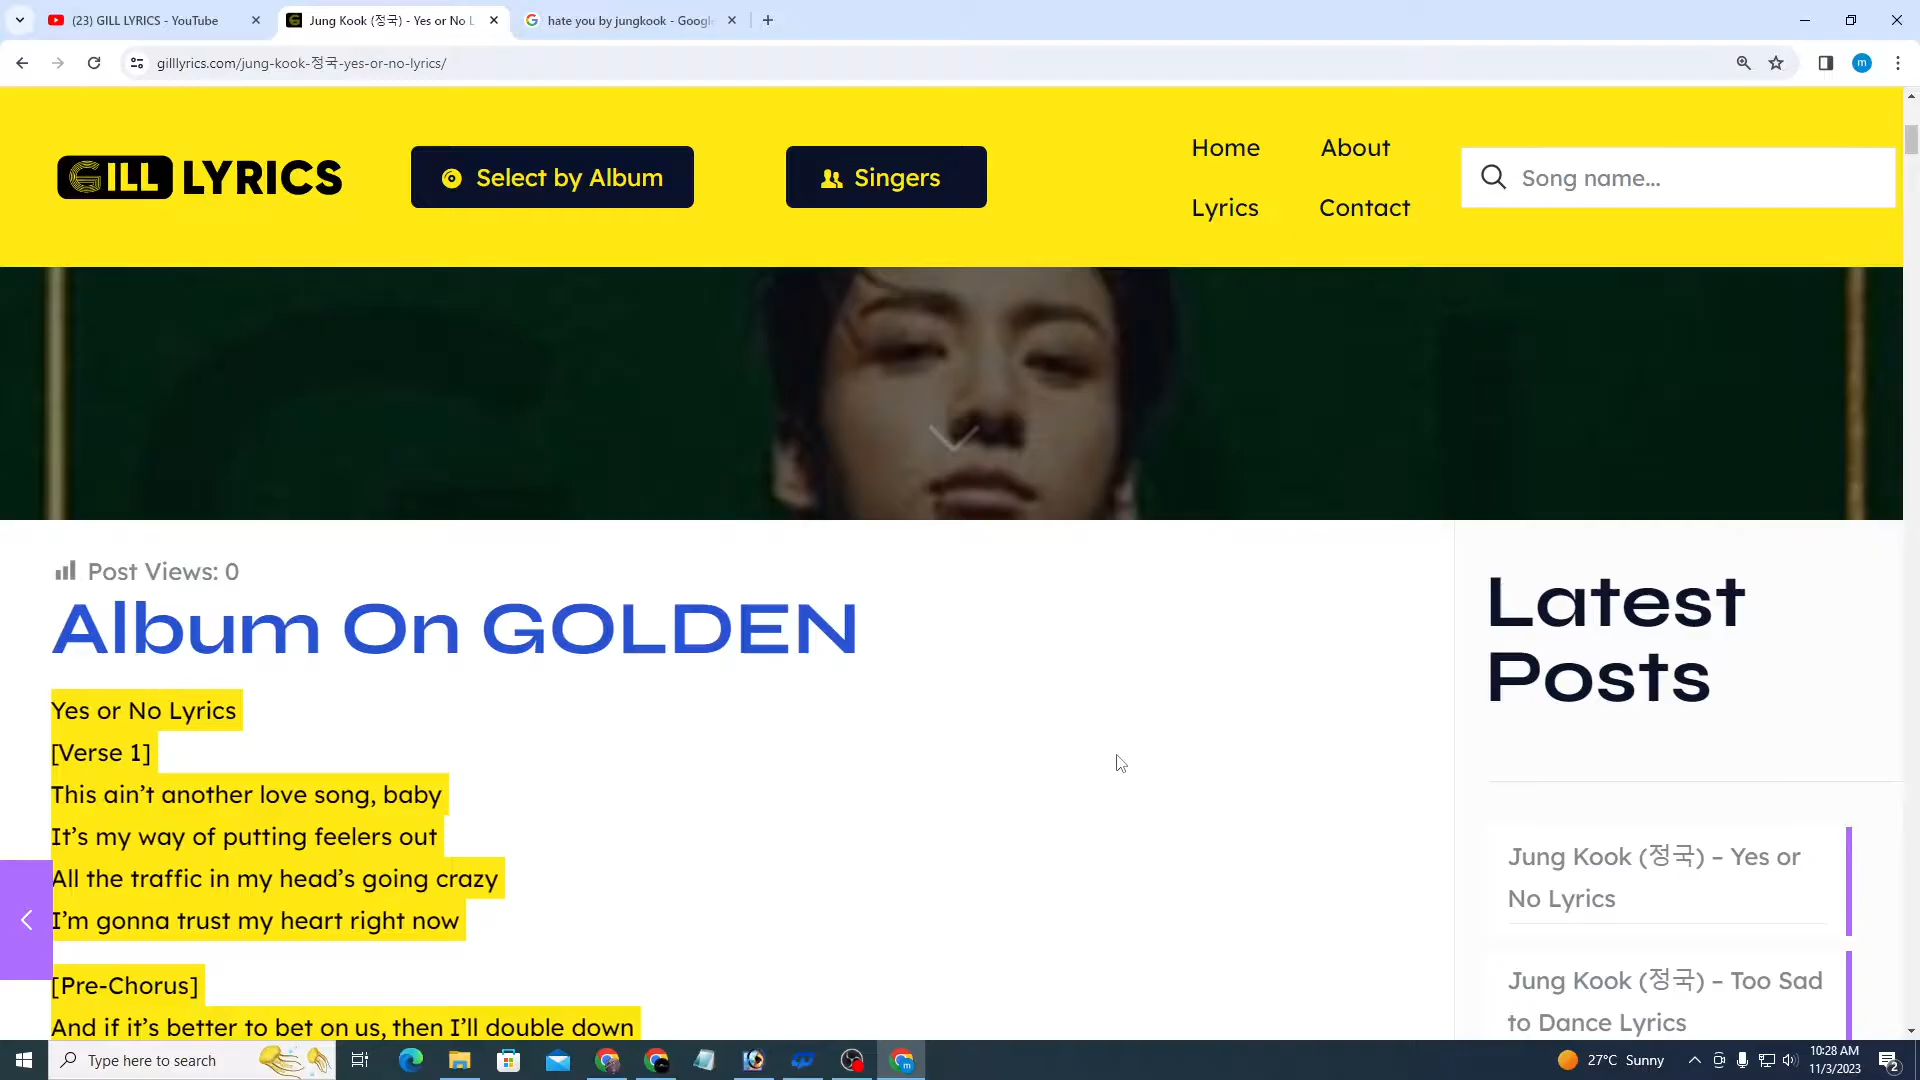 (23) GILL LYRICS - YouTube
Jung Kook (정국) - Yes or No L
hate you by jungkook - Google
gilllyrics.com/jung-kook-정국-yes-or-no-lyrics/
m
GILL LYRICS
Select by Album
Singers
Home
About
Lyrics
Contact
Song name...
Post Views: 0
Album On GOLDEN
Yes or No Lyrics
[Verse 1]
This ain’t another love song, baby
It’s my way of putting feelers out
All the traffic in my head’s going crazy
I’m gonna trust my heart right now
[Pre-Chorus]
And if it’s better to bet on us, then I’ll double down
Latest
Posts
Jung Kook (정국) – Yes or
No Lyrics
Jung Kook (정국) – Too Sad
to Dance Lyrics
Type here to search
27°C Sunny
10:28 AM
11/3/2023
2